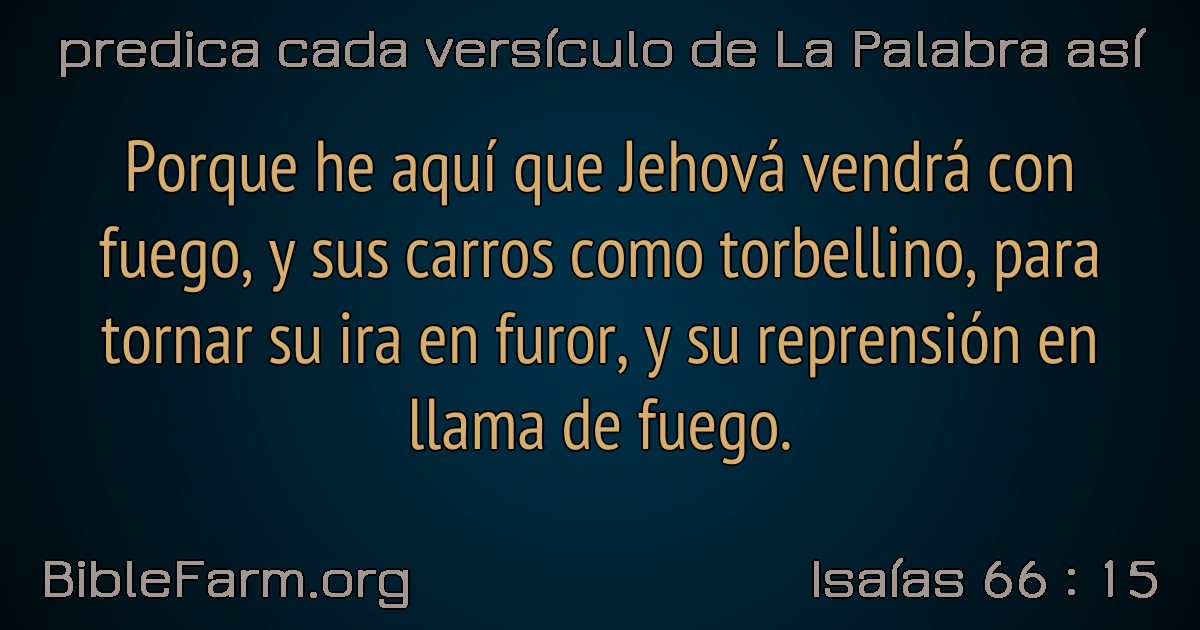 predica cada versículo de La Palabra así
Porque he aquí que Jehová vendrá con
fuego, y sus carros como torbellino, para
tornar su ira en furor, y su reprensión en
llama de fuego.
BibleFarm.org
Isaías 66 : 15